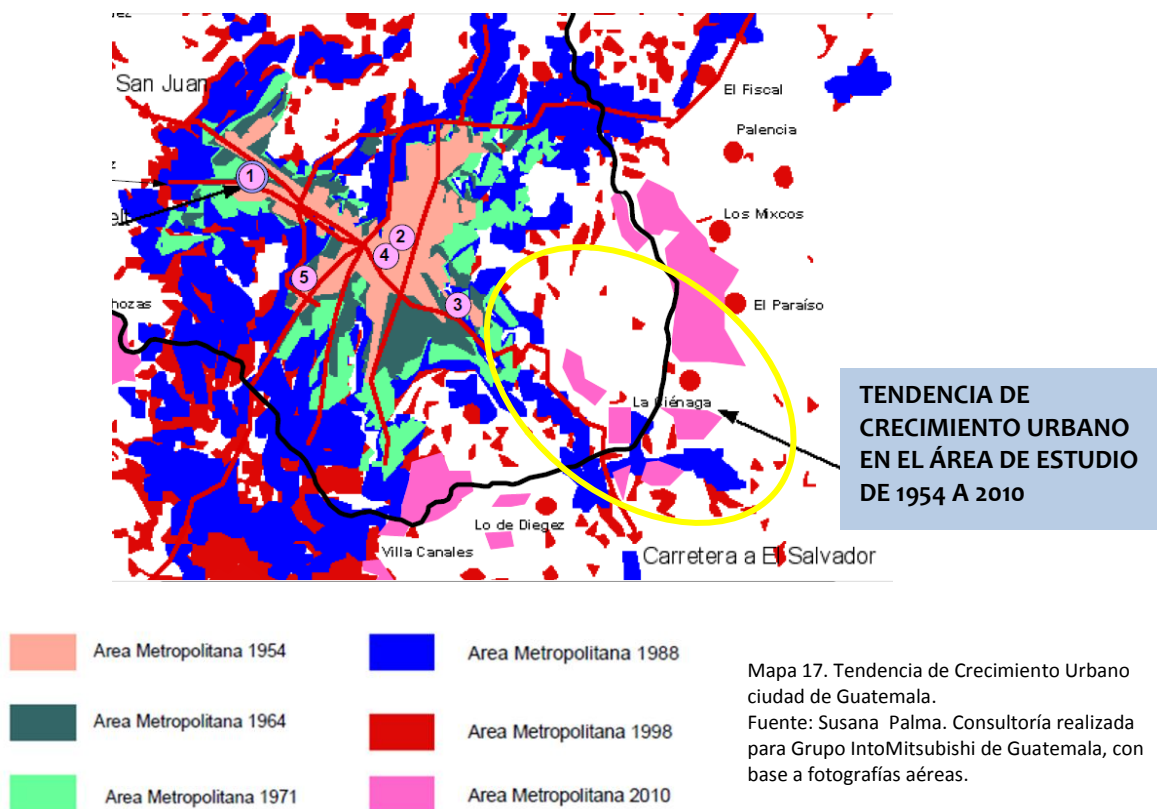 San Juan
El Fiscal
Palencia
1
Los Mixcos
2
4
5
3
El Paraíso
La Ciénaga
Lo de Diegez
Villa Canales
Carretera a El Salvador
TENDENCIA DE
CRECIMIENTO URBANO
EN EL ÁREA DE ESTUDIO
DE 1954 A 2010
Area Metropolitana 1954
Area Metropolitana 1964
Area Metropolitana 1971
Area Metropolitana 1988
Area Metropolitana 1998
Area Metropolitana 2010
Mapa 17. Tendencia de Crecimiento Urbano
ciudad de Guatemala.
Fuente: Susana Palma. Consultoría realizada
para Grupo IntoMitsubishi de Guatemala, con
base a fotografías aéreas.